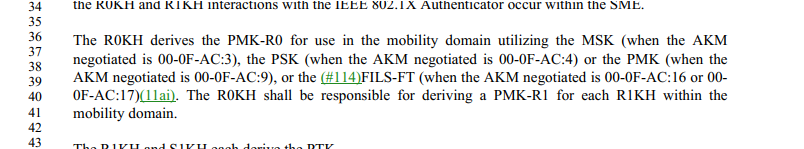 34 the R0KH and R1KH interactions with the IEEE 802.1X Authenticator occur within the SME.
35
36 The R0KH derives the PMK-R0 for use in the mobility domain utilizing the MSK (when the AKM
37 negotiated is 00-0F-AC:3), the PSK (when the AKM negotiated is 00-0F-AC:4) or the PMK (when the
38
39 AKM negotiated is 00-0F-AC:9), or the (#114)FILS-FT (when the AKM negotiated is 00-0F-AC:16 or 00-
40 0F-AC:17)(11ai). The R0KH shall be responsible for deriving a PMK-R1 for each R1KH within the
41 mobility domain.
42
43 The R1KH and S1KH each derive the PTK